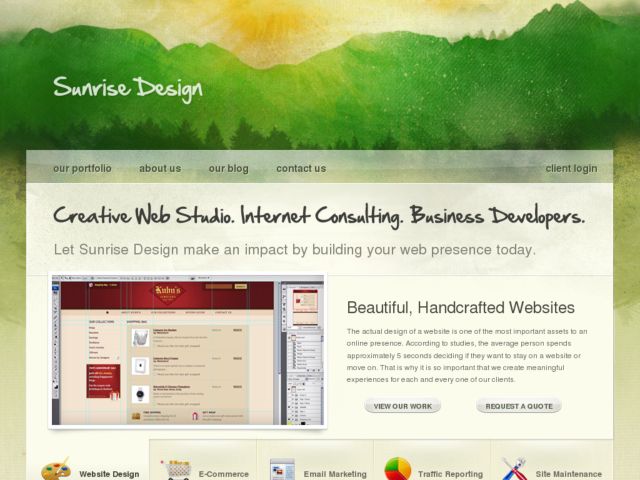 Sunrise Design
our portfolio about us our blog contact us client login
Creative Web Studio. Internet Consulting. Business Developers.
Let Sunrise Design make an impact by building your web presence today.
Kuhn's
Beautiful, Handcrafted Websites
The actual design of a website is one of the most important assets to an
online presence. According to studies, the average person spends
approximately 5 seconds deciding if they want to stay on a website or
move on. That is why it is so important that we create meaningful
experiences for each and every one of our clients.
VIEW OUR WORK REQUEST A QUOTE
Website Design E-Commerce Email Marketing Traffic Reporting Site Maintenance